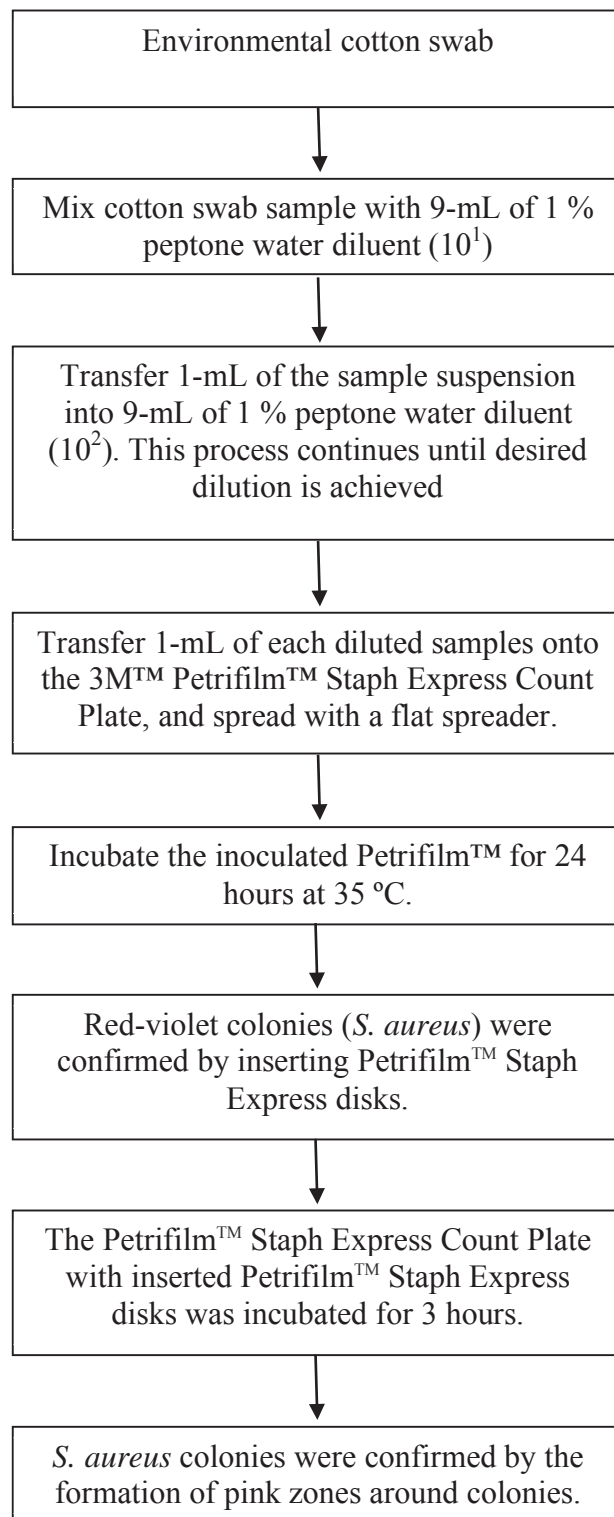 Environmental cotton swab
Mix cotton swab sample with 9-mL of 1 %
peptone water diluent (10¹)
Transfer 1-mL of the sample suspension
into 9-mL of 1 % peptone water diluent
(10²). This process continues until desired
dilution is achieved
Transfer 1-mL of each diluted samples onto
the 3M™ Petrifilm™ Staph Express Count
Plate, and spread with a flat spreader.
Incubate the inoculated Petrifilm™ for 24
hours at 35 ºC.
Red-violet colonies (S. aureus) were
confirmed by inserting Petrifilm™ Staph
Express disks.
The Petrifilm™ Staph Express Count Plate
with inserted Petrifilm™ Staph Express
disks was incubated for 3 hours.
S. aureus colonies were confirmed by the
formation of pink zones around colonies.